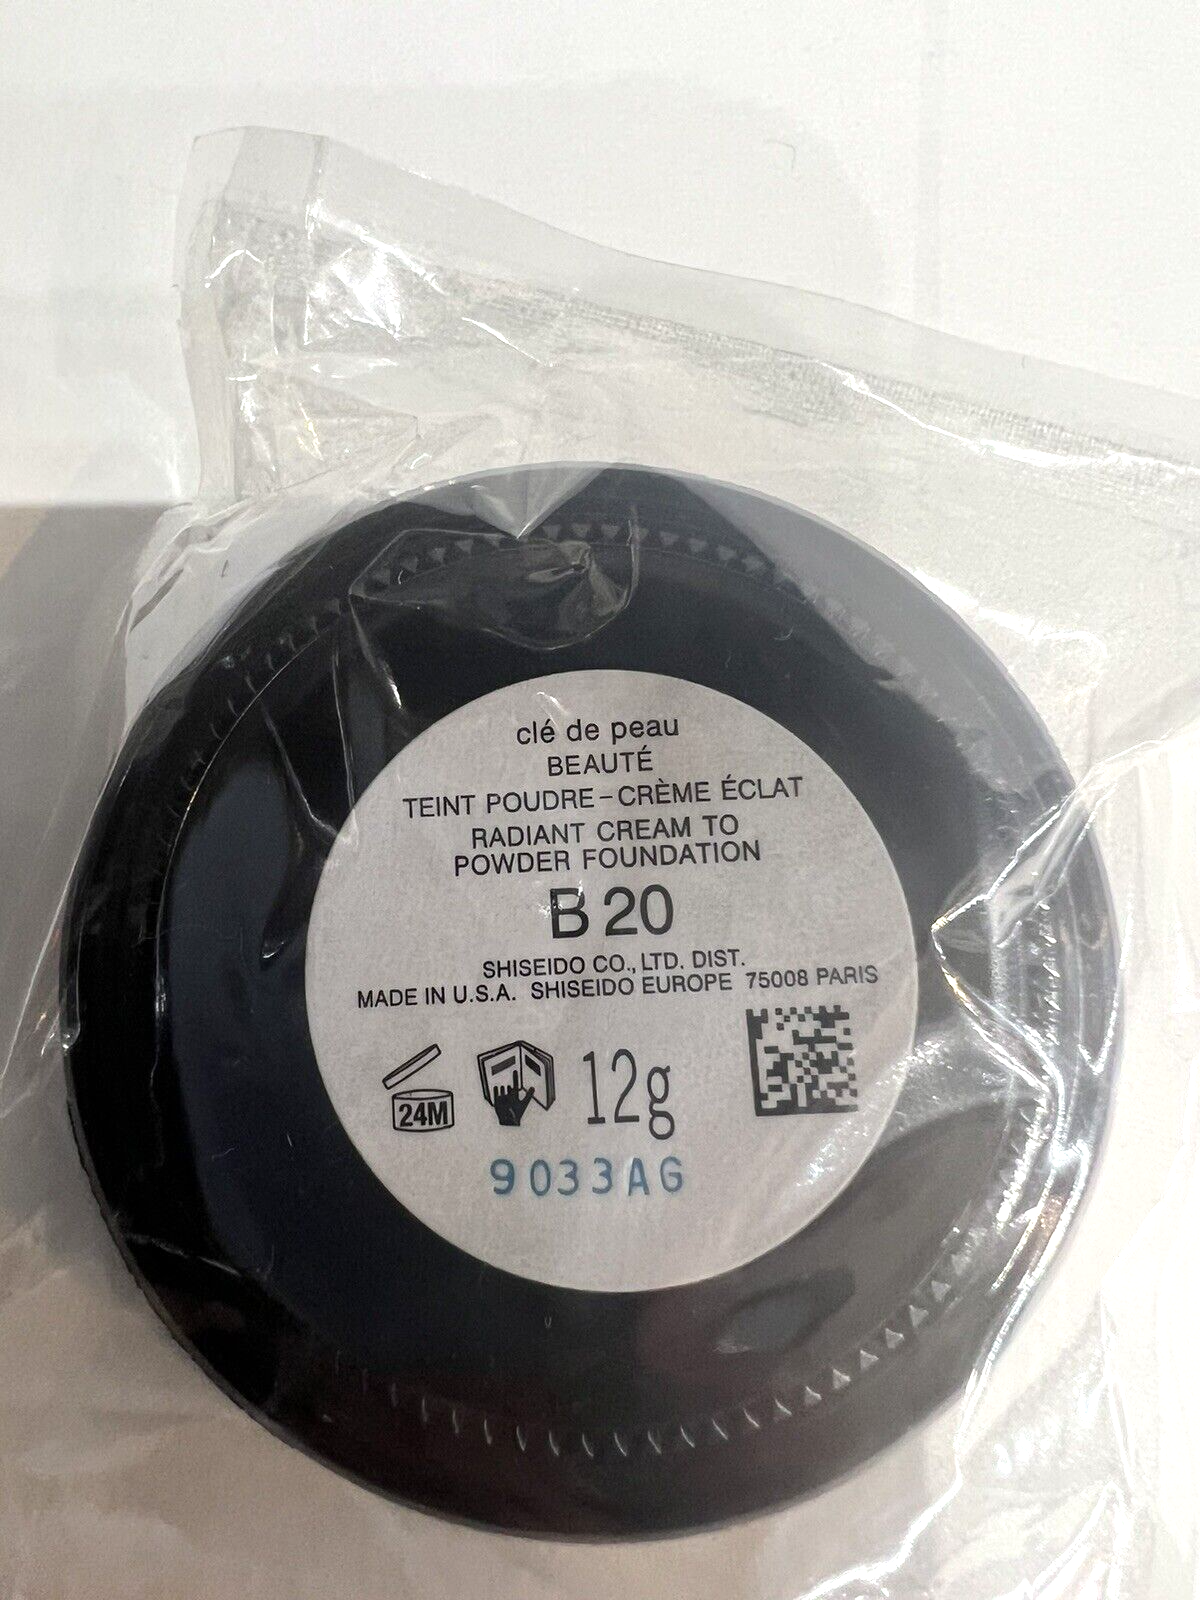 clé de peau
BEAUTÉ
TEINT POUDRE-CRÈME ÉCLAT
RADIANT CREAM TO
POWDER FOUNDATION
B 20
SHISEIDO CO., LTD. DIST.
MADE IN U.S.A. SHISEIDO EUROPE 75008 PARIS
24M
12g
9033AG